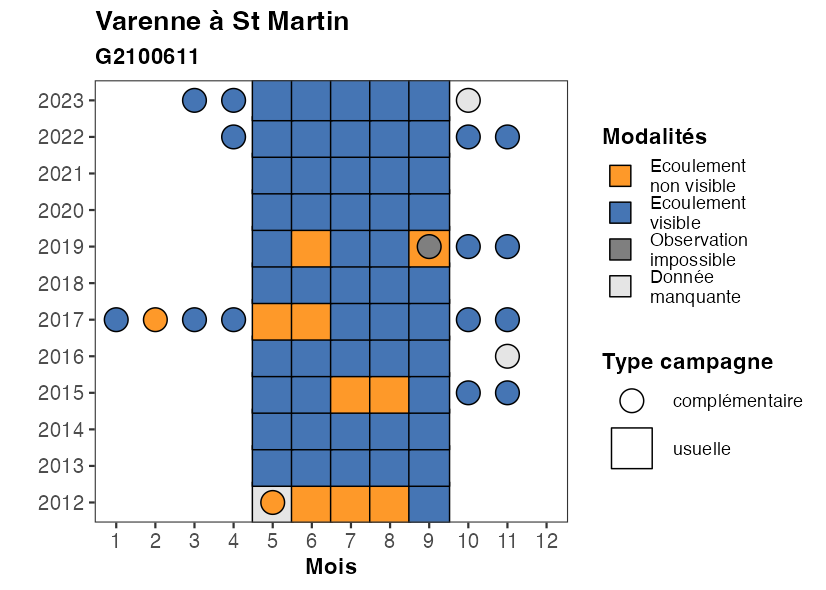 Varenne à St Martin
G2100611
2023
2022
2021
2020
2019
2018
2017
2016
2015
2014
2013
2012
1 2 3 4 5 6 7 8 9 10 11 12
Mois
Modalités
Ecoulement
non visible
Ecoulement
visible
Observation
impossible
Donnée
manquante
Type campagne
complémentaire
usuelle